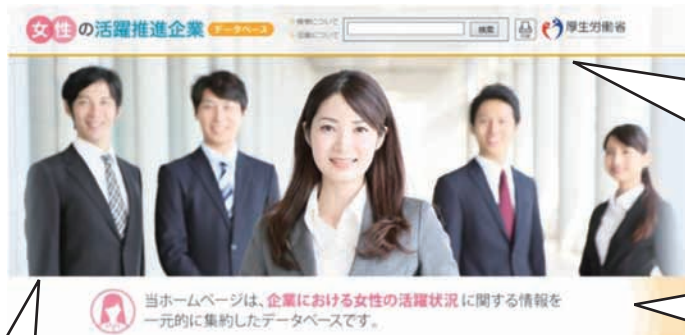 女性の活躍推進企業 データベース
検索
厚生労働省
当ホームページは、企業における女性の活躍状況に関する情報を
一元的に集約したデータベースです。